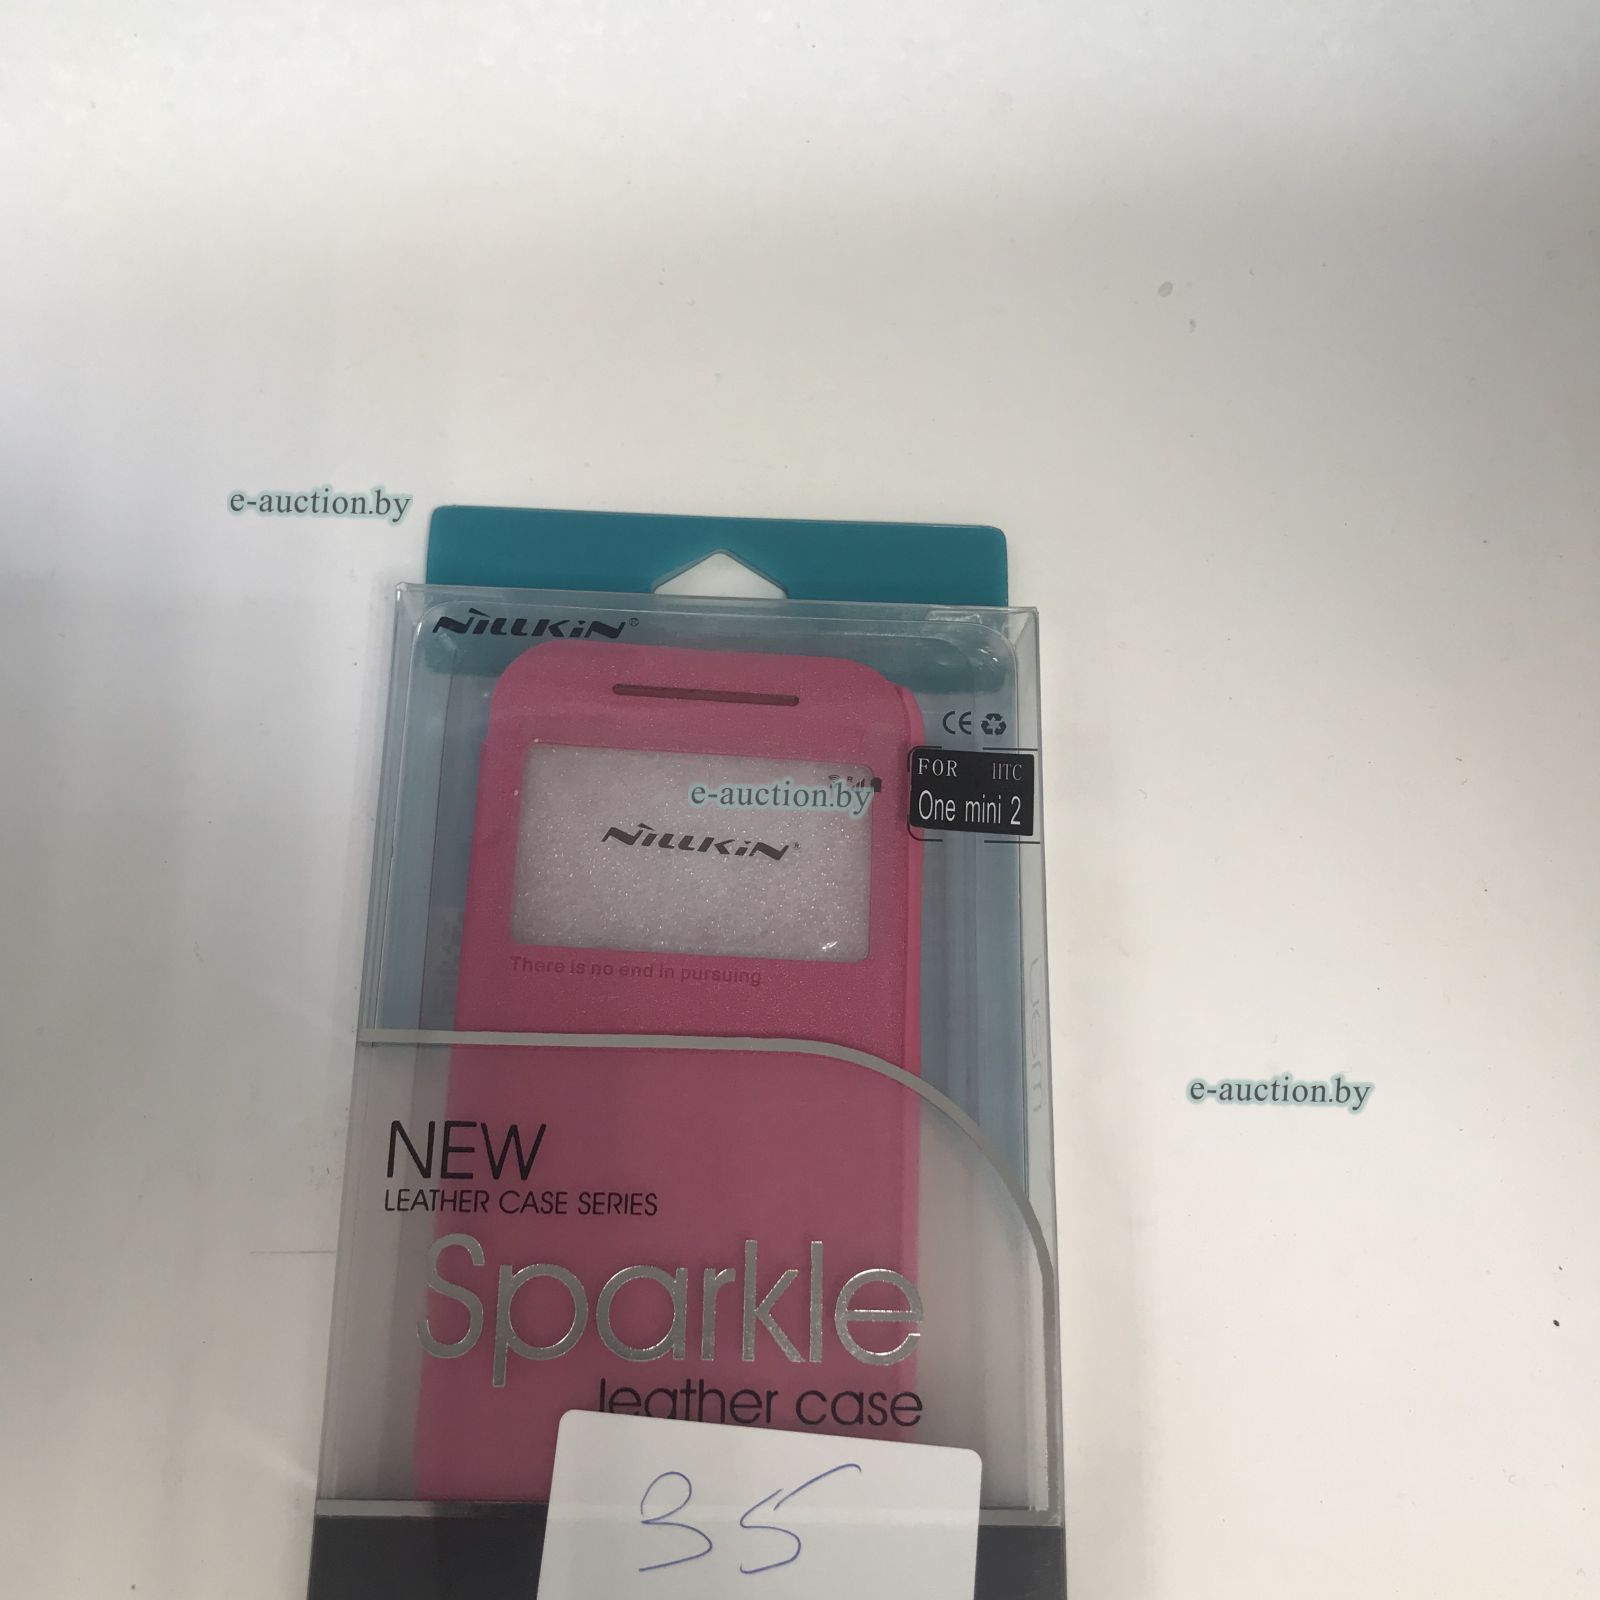 e-auction.by
NiLLKiN®
CE
FOR HTC
One mini 2
e-auction.by
NiLLKiN®
There is no end in pursuing
e-auction.by
NEW
LEATHER CASE SERIES
Sparkle
leather case
35